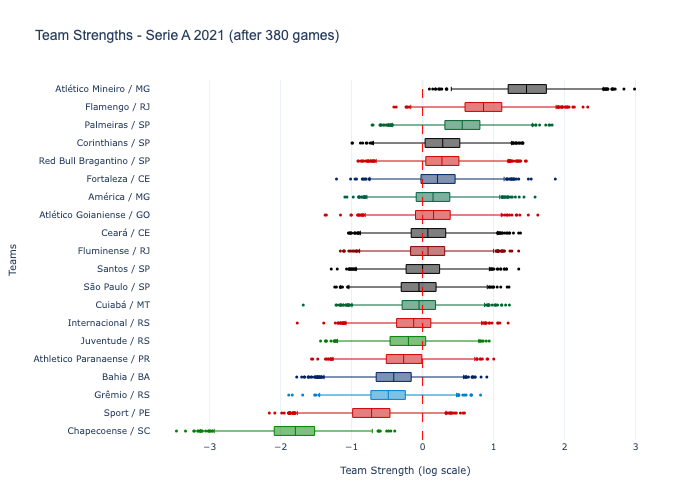 Team Strengths - Serie A 2021 (after 380 games)
Teams
Atlético Mineiro / MG
Flamengo / RJ
Palmeiras / SP
Corinthians / SP
Red Bull Bragantino / SP
Fortaleza / CE
América / MG
Atlético Goianiense / GO
Ceará / CE
Fluminense / RJ
Santos / SP
São Paulo / SP
Cuiabá / MT
Internacional / RS
Juventude / RS
Athletico Paranaense / PR
Bahia / BA
Grêmio / RS
Sport / PE
Chapecoense / SC
−3 −2 −1 0 1 2 3
Team Strength (log scale)